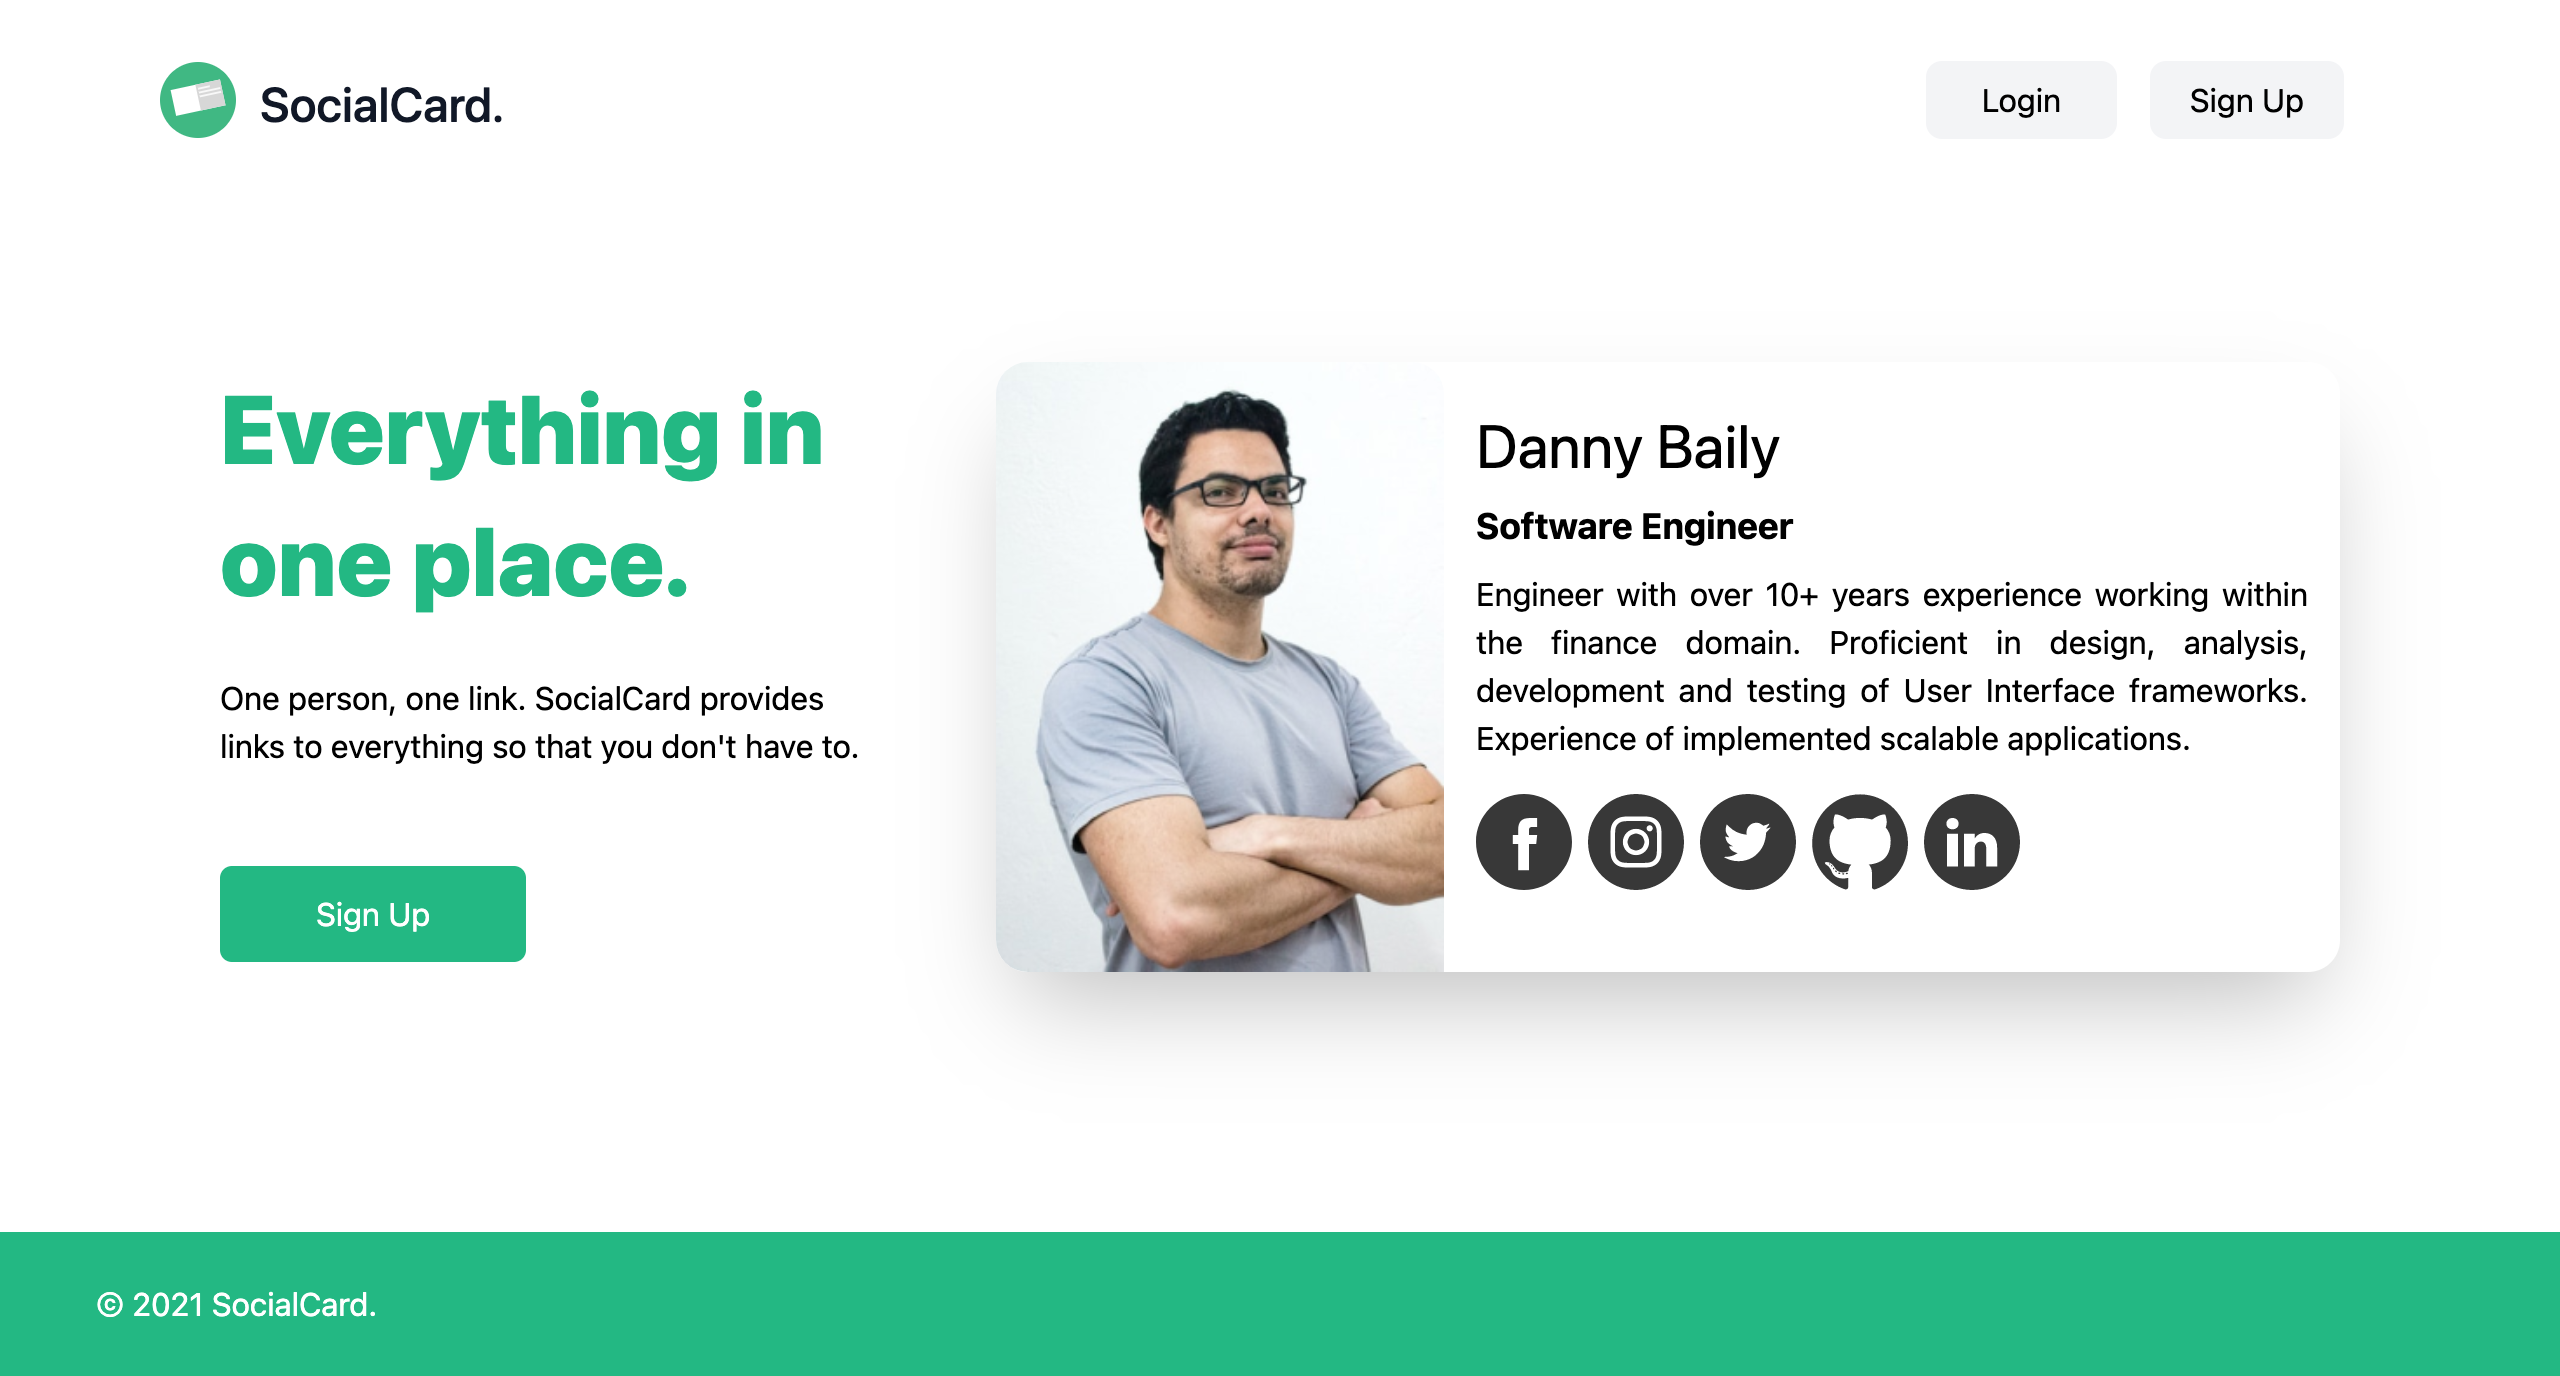 SocialCard.
Login
Sign Up
Everything in
one place.
One person, one link. SocialCard provides
links to everything so that you don't have to.
Sign Up
Danny Baily
Software Engineer
Engineer with over 10+ years experience working within
the finance domain. Proficient in design, analysis,
development and testing of User Interface frameworks.
Experience of implemented scalable applications.
© 2021 SocialCard.